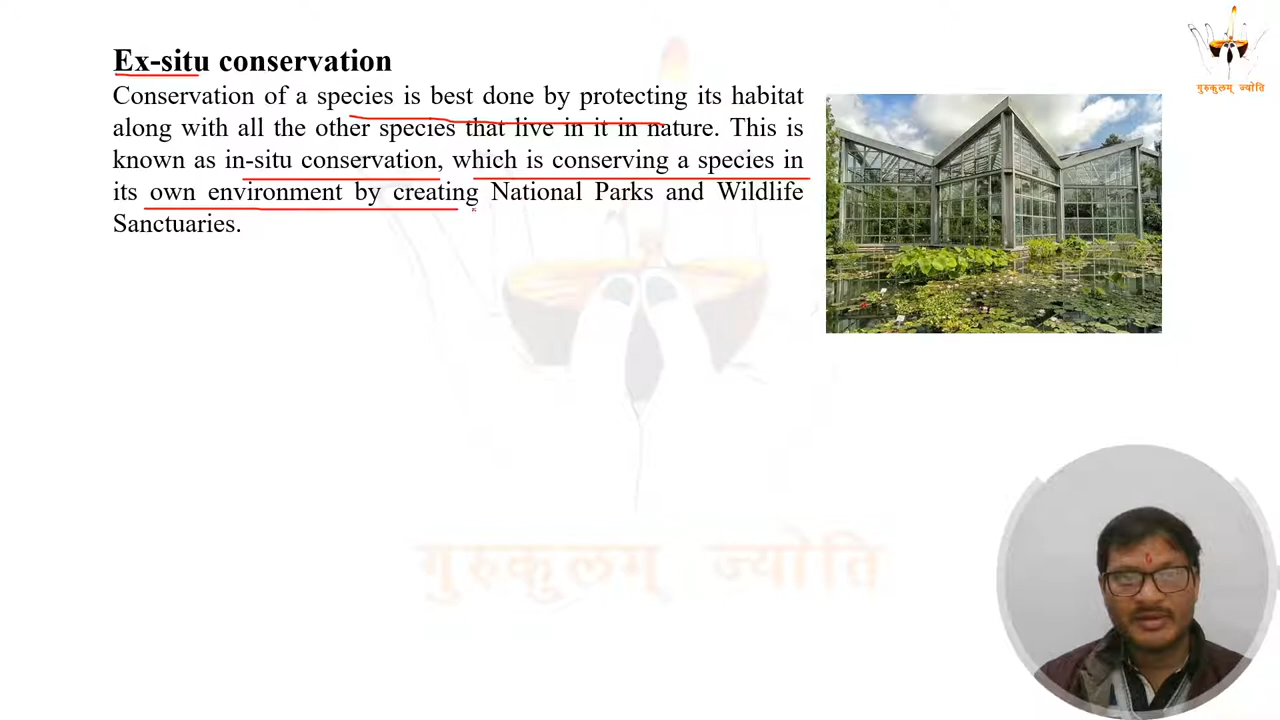 Ex-situ conservation
Conservation of a species is best done by protecting its habitat
along with all the other species that live in it in nature. This is
known as in-situ conservation, which is conserving a species in
its own environment by creating National Parks and Wildlife
Sanctuaries.
गुरुकुलम् ज्योति
गुरुकुलम् ज्योति